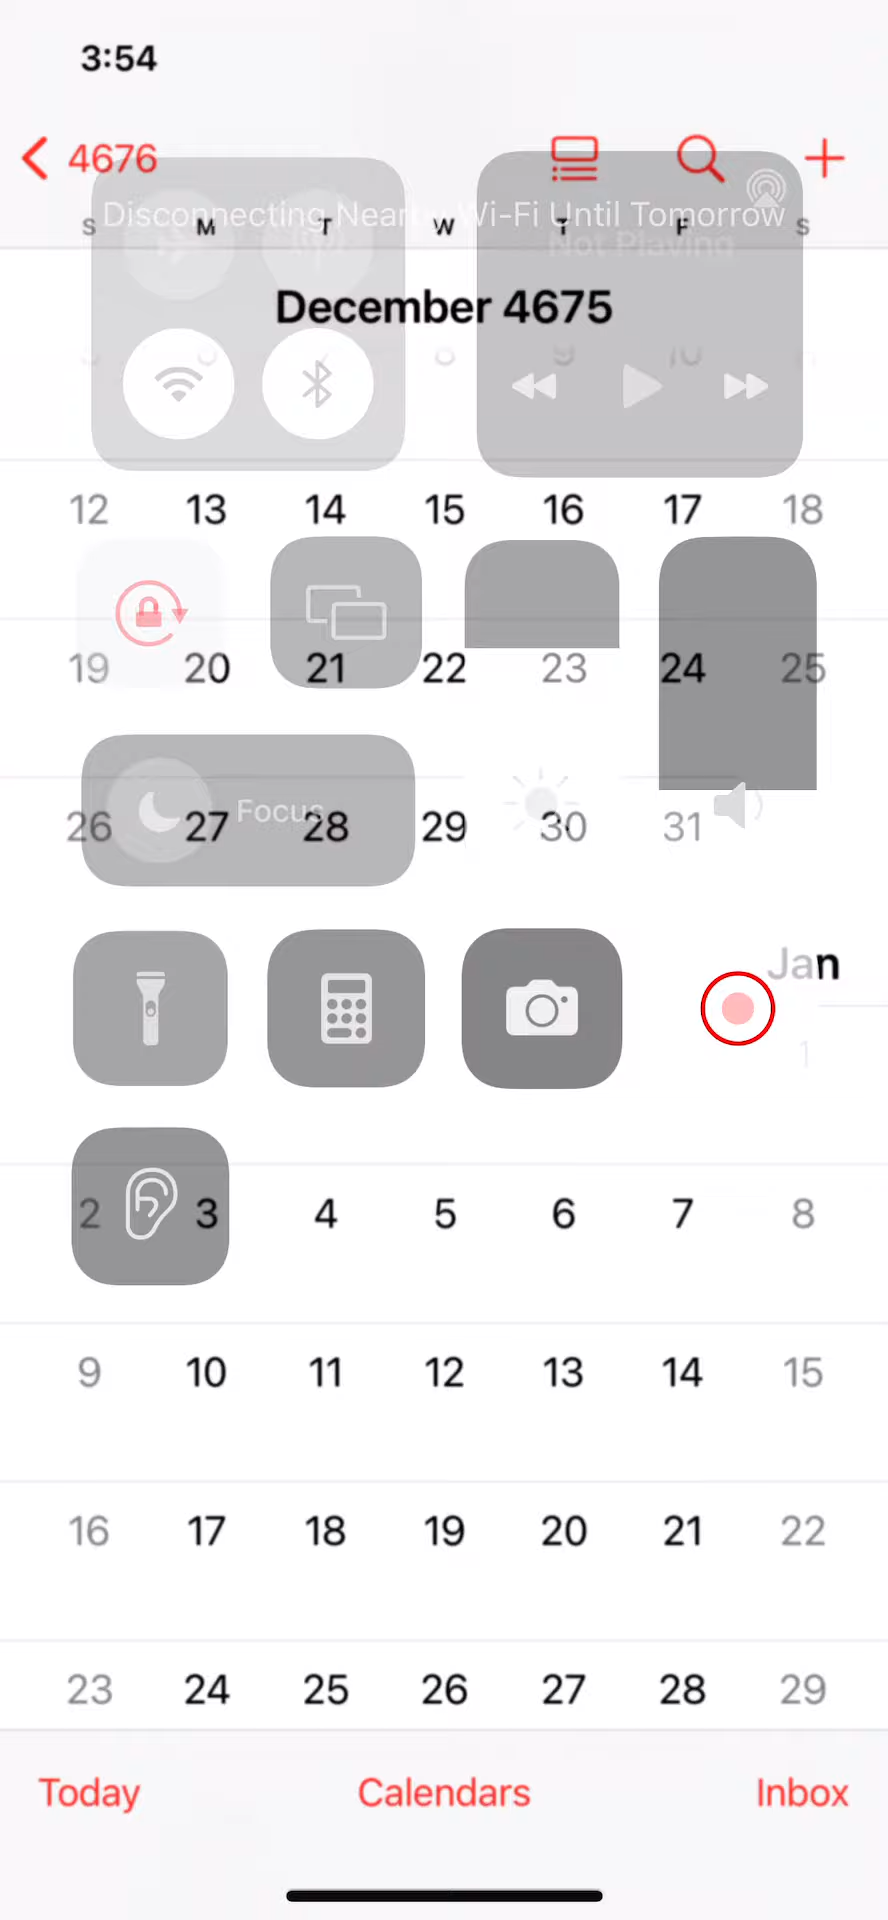 3:54
4676
Disconnecting Nearby Wi-Fi Until Tomorrow
S M T W T F S
Not Playing
December 4675
12 13 14 15 16 17 18
19 20 21 22 23 24 25
Focus
26 27 28 29 30 31
Jan
1
2 3 4 5 6 7 8
9 10 11 12 13 14 15
16 17 18 19 20 21 22
23 24 25 26 27 28 29
Today Calendars Inbox